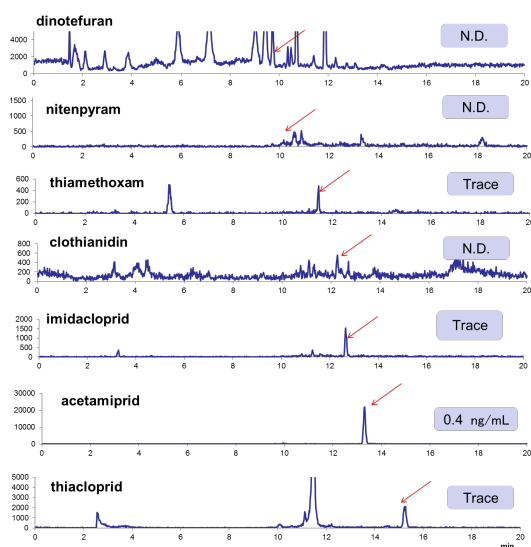 dinotefuran
N.D.
4000
2000
0
0 2 4 6 8 10 12 14 16 18 20
nitenpyram
N.D.
1500
1000
500
0
0 2 4 6 8 10 12 14 16 18 20
thiamethoxam
Trace
600
400
200
0
0 2 4 6 8 10 12 14 16 18 20
clothianidin
N.D.
800
600
400
200
0
0 2 4 6 8 10 12 14 16 18 20
imidacloprid
Trace
2000
1500
1000
500
0
0 2 4 6 8 10 12 14 16 18 20
acetamiprid
0.4 ng/mL
30000
20000
10000
0
0 2 4 6 8 10 12 14 16 18 20
thiacloprid
Trace
5000
4000
3000
2000
1000
0
0 2 4 6 8 10 12 14 16 18 20
min